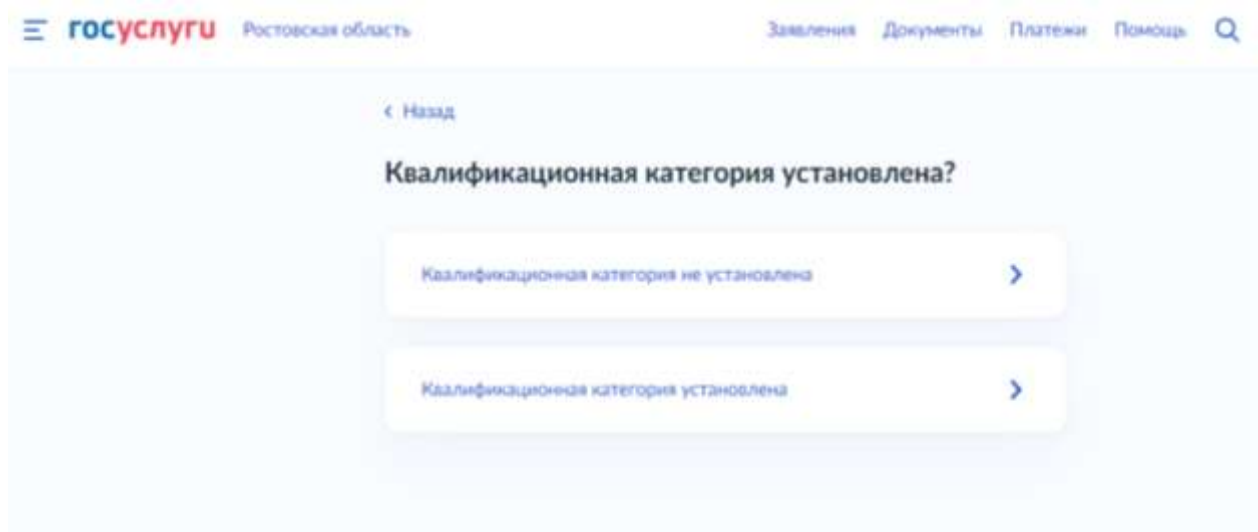 госуслуги Ростовская область Заявления Документы Платежи Помощь
Назад
Квалификационная категория установлена?
Квалификационная категория не установлена
Квалификационная категория установлена